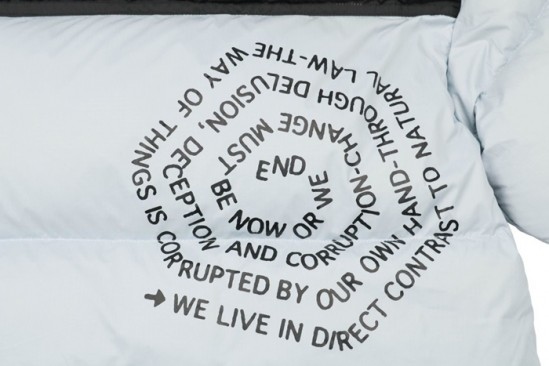 → WE LIVE IN DIRECT CONTRAST TO NATURAL LAW-THE WAY OF THINGS IS CORRUPTED BY OUR OWN HAND-THROUGH DELUSION, DECEPTION AND CORRUPTION-CHANGE MUST BE NOW OR WE END